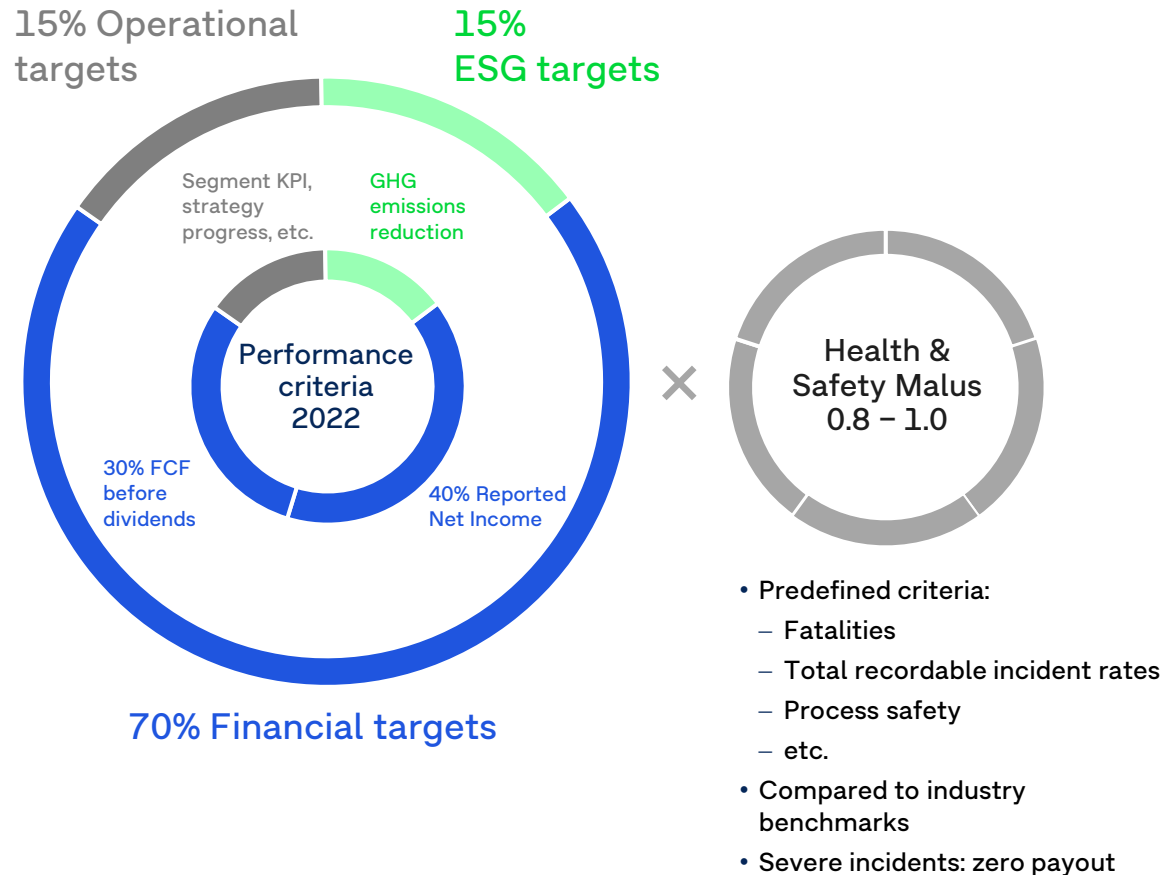 15% Operational
targets
15%
ESG targets
Segment KPI,
strategy
progress, etc.
GHG
emissions
reduction
Performance
criteria
2022
30% FCF
before
dividends
40% Reported
Net Income
70% Financial targets
×
Health &
Safety Malus
0.8 – 1.0
• Predefined criteria:
– Fatalities
– Total recordable incident rates
– Process safety
– etc.
• Compared to industry
benchmarks
• Severe incidents: zero payout